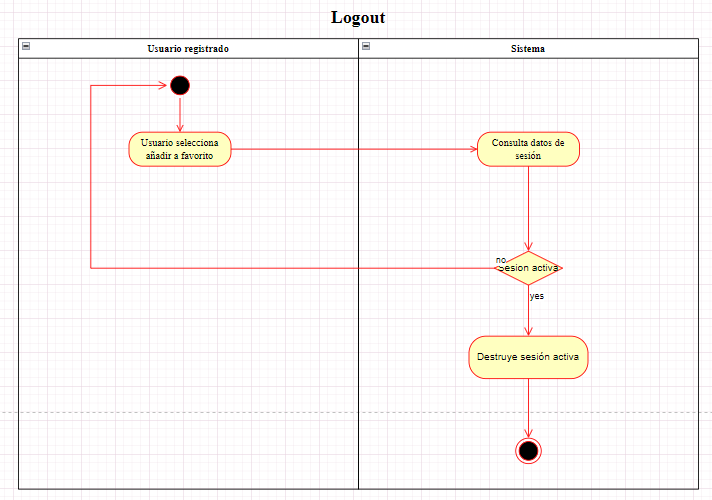 Logout
Usuario registrado
Sistema
Usuario selecciona
añadir a favorito
Consulta datos de
sesión
no
Sesion activa
yes
Destruye sesión activa